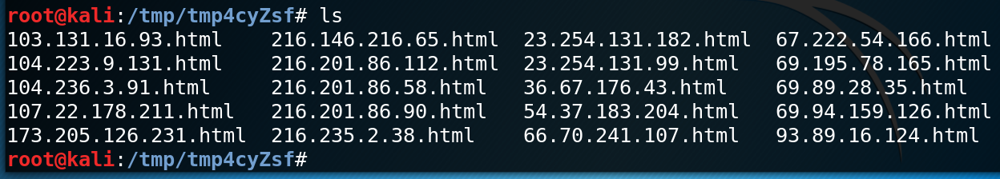 root@kali:/tmp/tmp4cyZsf# ls
103.131.16.93.html 216.146.216.65.html 23.254.131.182.html 67.222.54.166.html
104.223.9.131.html 216.201.86.112.html 23.254.131.99.html 69.195.78.165.html
104.236.3.91.html 216.201.86.58.html 36.67.176.43.html 69.89.28.35.html
107.22.178.211.html 216.201.86.90.html 54.37.183.204.html 69.94.159.126.html
173.205.126.231.html 216.235.2.38.html 66.70.241.107.html 93.89.16.124.html
root@kali:/tmp/tmp4cyZsf#